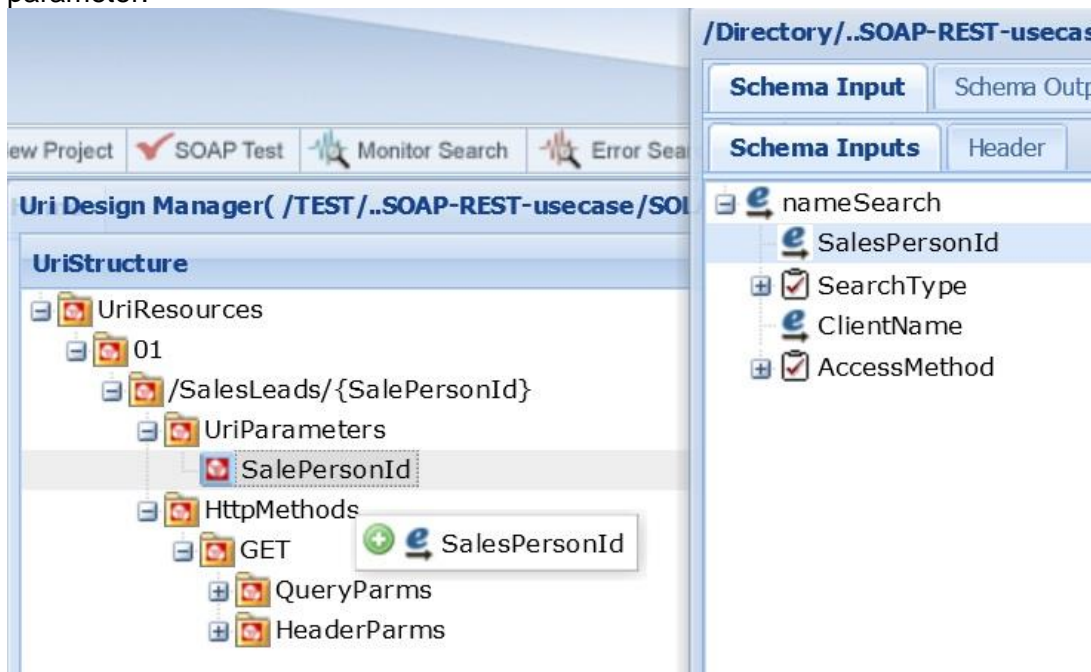 parameter.
/Directory/..SOAP-REST-usecas
Schema Input Schema Outp
ew Project SOAP Test Monitor Search Error Sea
Schema Inputs Header
Uri Design Manager( /TEST/..SOAP-REST-usecase/SOL
nameSearch
SalesPersonId
SearchType
ClientName
AccessMethod
UriStructure
UriResources
01
/SalesLeads/{SalePersonId}
UriParameters
SalePersonId
HttpMethods
SalesPersonId
GET
QueryParms
HeaderParms